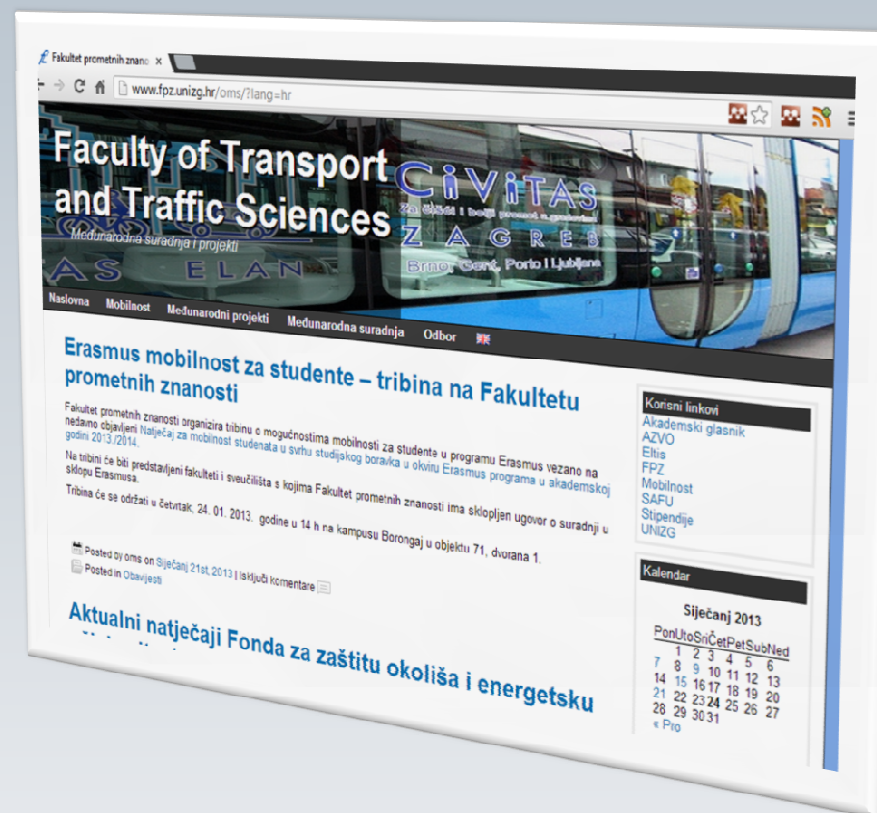 Fakultet prometnih znano
www.fpz.unizg.hr/oms/?lang=hr
Faculty of Transport
and Traffic Sciences
Međunarodna suradnja i projekti
AS ELAN
CiViTAS
Za čišći i bolji promet u gradovima
ZAGREB
Brno, Gent, Porto i Ljubljana
Naslovna Mobilnost Međunarodni projekti Međunarodna suradnja Odbor
Erasmus mobilnost za studente – tribina na Fakultetu
prometnih znanosti
Fakultet prometnih znanosti organizira tribinu o mogućnostima mobilnosti za studente u programu Erasmus vezano na
nedavno objavljeni Natječaj za mobilnost studenata u svrhu studijskog boravka u okviru Erasmus programa u akademskoj
godini 2013./2014.
Na tribini će biti predstavljeni fakulteti i sveučilišta s kojima Fakultet prometnih znanosti ima sklopljen ugovor o suradnji u
sklopu Erasmusa.
Tribina će se održati u četvrtak, 24. 01. 2013. godine u 14 h na kampusu Borongaj u objektu 71, dvorana 1.
Posted by oms on Siječanj 21st, 2013 | Isključi komentare
Posted in Obavijesti
Aktualni natječaji Fonda za zaštitu okoliša i energetsku
Korisni linkovi
Akademski glasnik
AZVO
Eltis
FPZ
Mobilnost
SAFU
Stipendije
UNIZG
Kalendar
Siječanj 2013
PonUtoSriČetPetSubNed
1 2 3 4 5 6
7 8 9 10 11 12 13
14 15 16 17 18 19 20
21 22 23 24 25 26 27
28 29 30 31
« Pro